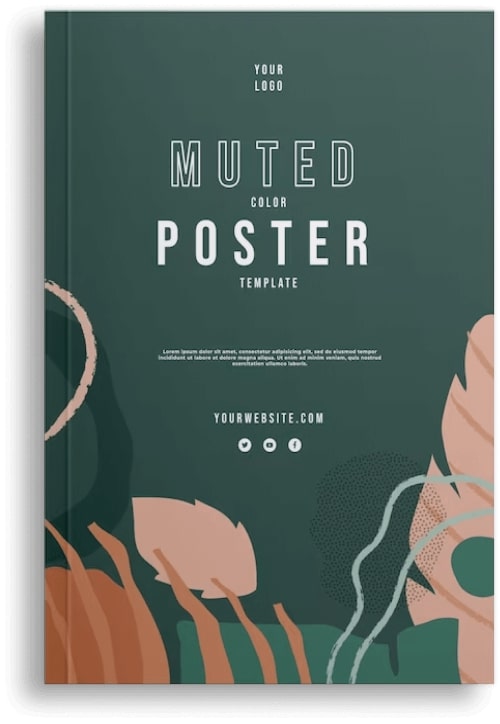 YOUR
LOGO
MUTED
COLOR
POSTER
TEMPLATE
Lorem ipsum dolor sit amet, consectetur adipisicing elit, sed do eiusmod tempor
incididunt ut labore et dolore magna aliqua. Ut enim ad minim veniam, quis nostrud
exercitation ullamco laboris.
YOURWEBSITE.COM